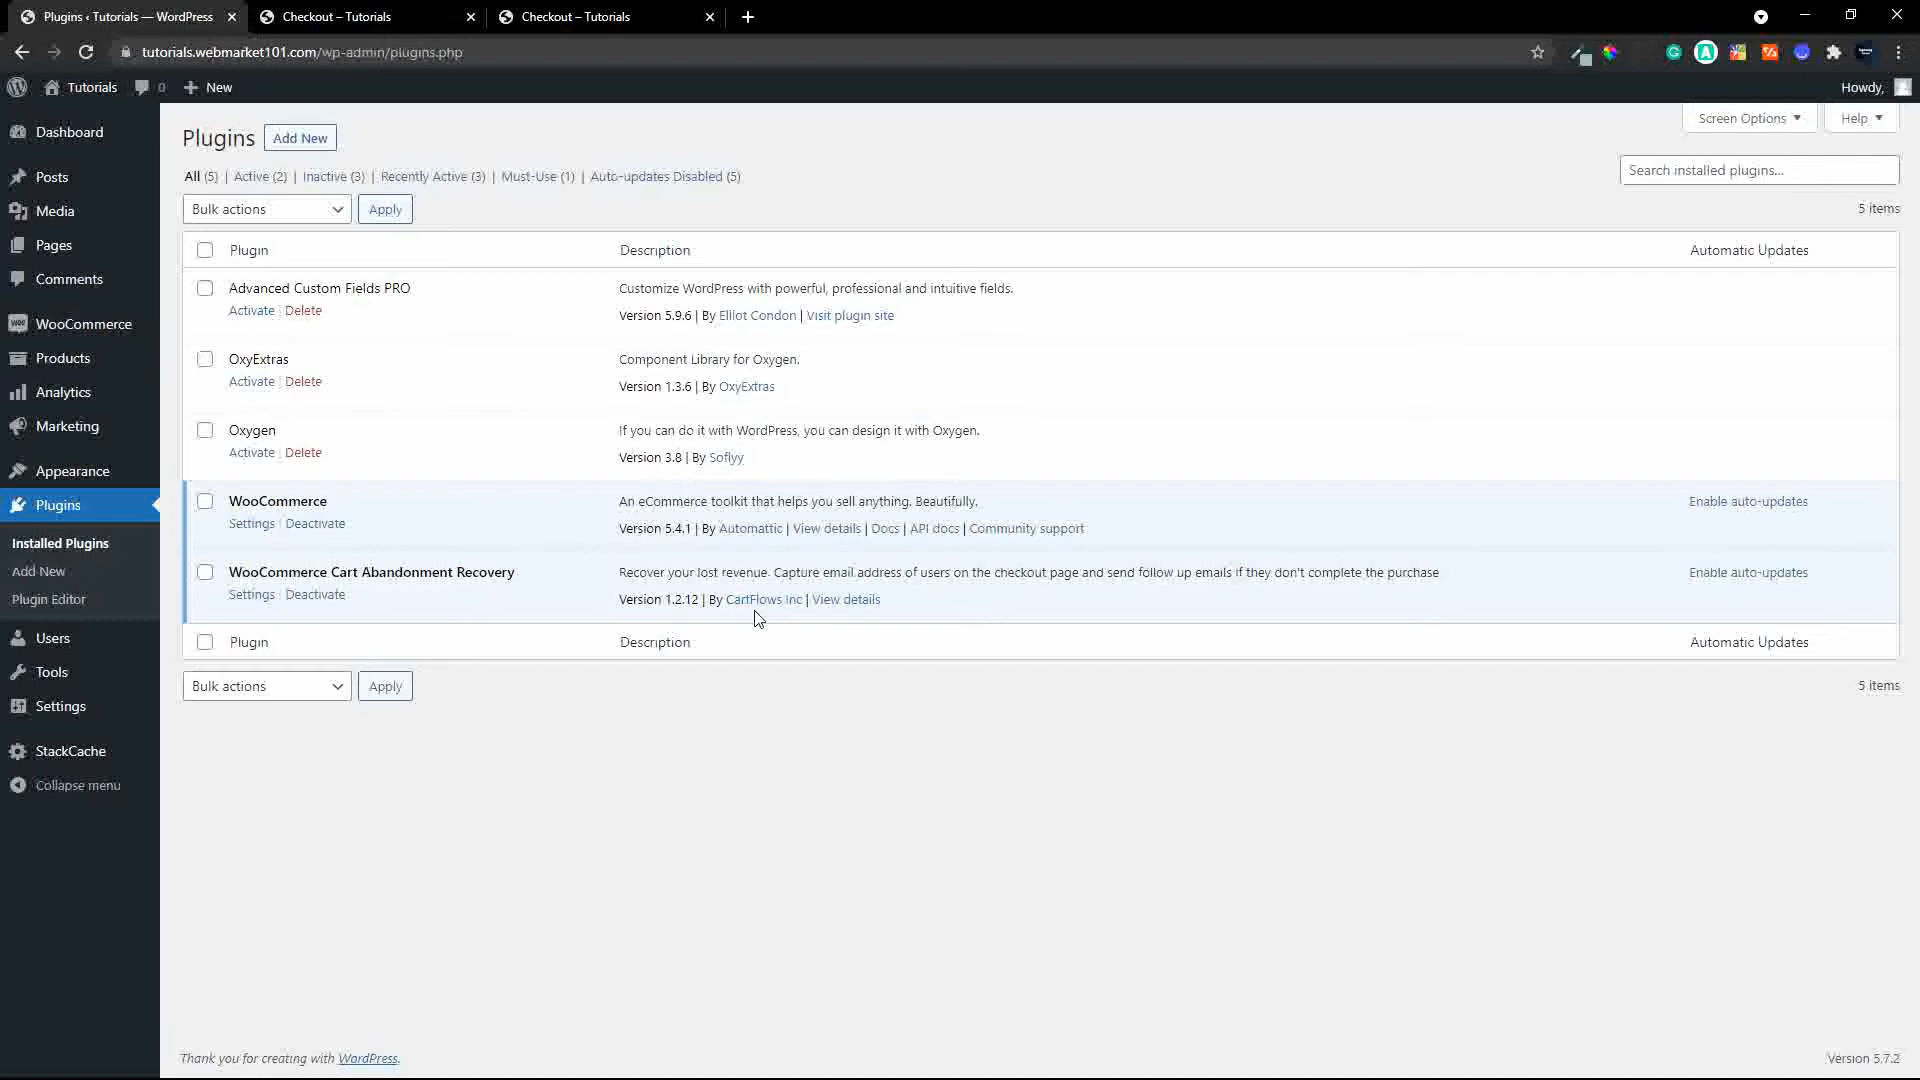 Plugins ‹ Tutorials — WordPress
Checkout – Tutorials
Checkout – Tutorials
tutorials.webmarket101.com/wp-admin/plugins.php
Tutorials 0 New
Howdy,
Dashboard
Posts
Media
Pages
Comments
WooCommerce
Products
Analytics
Marketing
Appearance
Plugins
Installed Plugins
Add New
Plugin Editor
Users
Tools
Settings
StackCache
Collapse menu
Screen Options
Help
Plugins Add New
All (5) | Active (2) | Inactive (3) | Recently Active (3) | Must-Use (1) | Auto-updates Disabled (5)
Search installed plugins...
Bulk actions Apply
5 items
Plugin Description Automatic Updates
Advanced Custom Fields PRO
Activate | Delete
Customize WordPress with powerful, professional and intuitive fields.
Version 5.9.6 | By Elliot Condon | Visit plugin site
OxyExtras
Activate | Delete
Component Library for Oxygen.
Version 1.3.6 | By OxyExtras
Oxygen
Activate | Delete
If you can do it with WordPress, you can design it with Oxygen.
Version 3.8 | By Soflyy
WooCommerce
Settings | Deactivate
An eCommerce toolkit that helps you sell anything. Beautifully.
Version 5.4.1 | By Automattic | View details | Docs | API docs | Community support
Enable auto-updates
WooCommerce Cart Abandonment Recovery
Settings | Deactivate
Recover your lost revenue. Capture email address of users on the checkout page and send follow up emails if they don't complete the purchase
Version 1.2.12 | By CartFlows Inc | View details
Enable auto-updates
Plugin Description Automatic Updates
Bulk actions Apply
5 items
Thank you for creating with WordPress.
Version 5.7.2